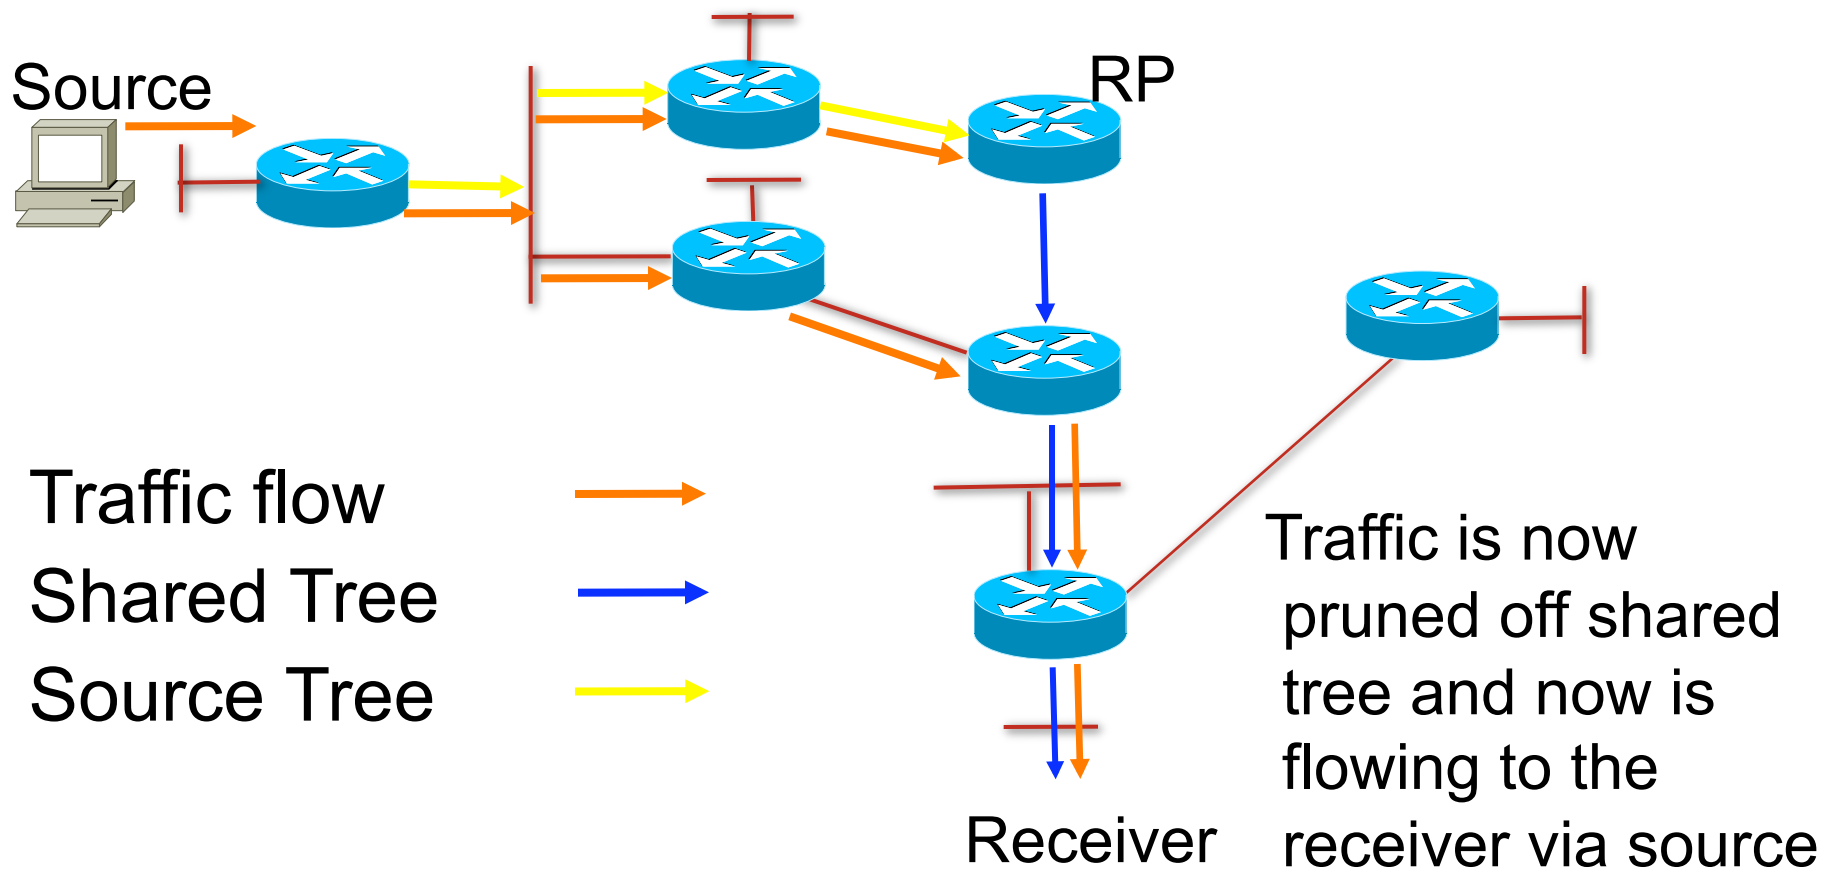 Source
RP
Traffic flow
Shared Tree
Source Tree
Receiver
Traffic is now
pruned off shared
tree and now is
flowing to the
receiver via source